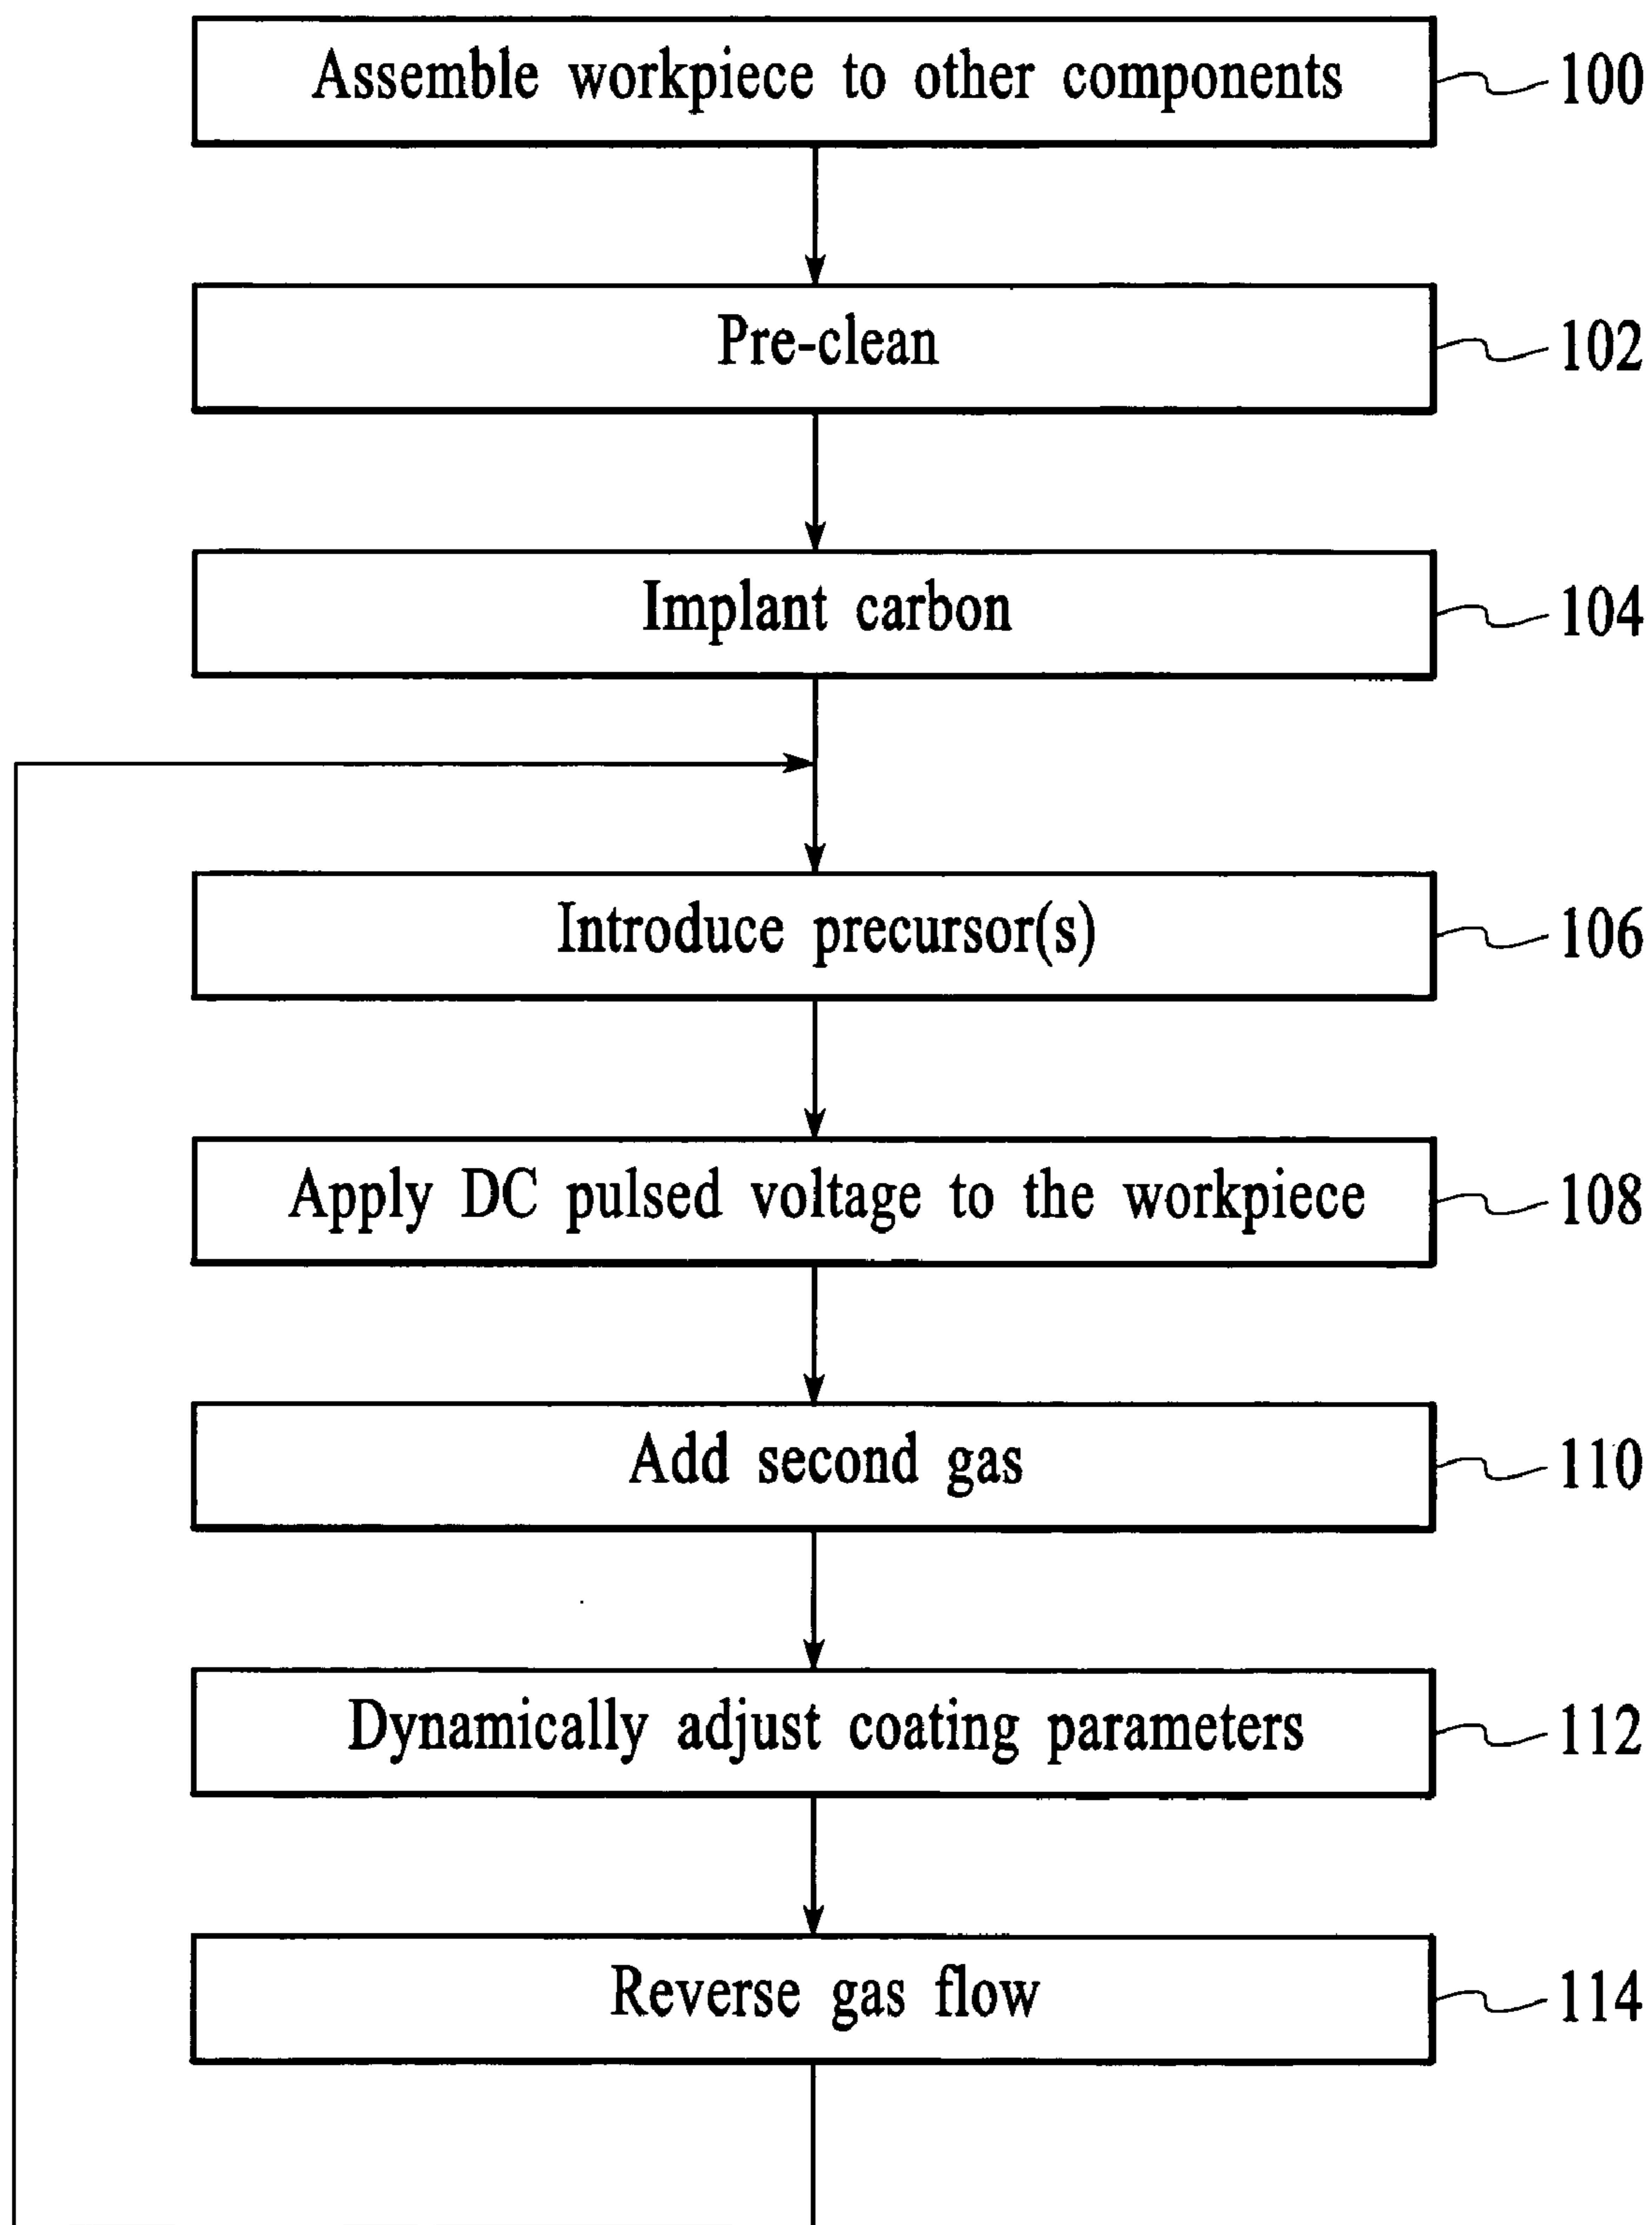 Assemble workpiece to other components
100
Pre-clean
102
Implant carbon
104
Introduce precursor(s)
106
Apply DC pulsed voltage to the workpiece
108
Add second gas
110
Dynamically adjust coating parameters
112
Reverse gas flow
114